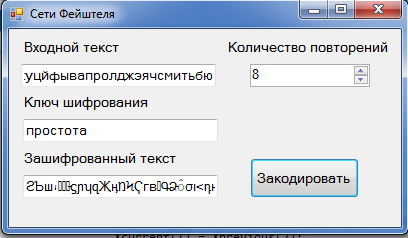 Сети Фейштеля
Входной текст
Количество повторений
уцйфывапролджэячсмитьбю
8
Ключ шифрования
простота
Зашифрованный текст
Закодировать